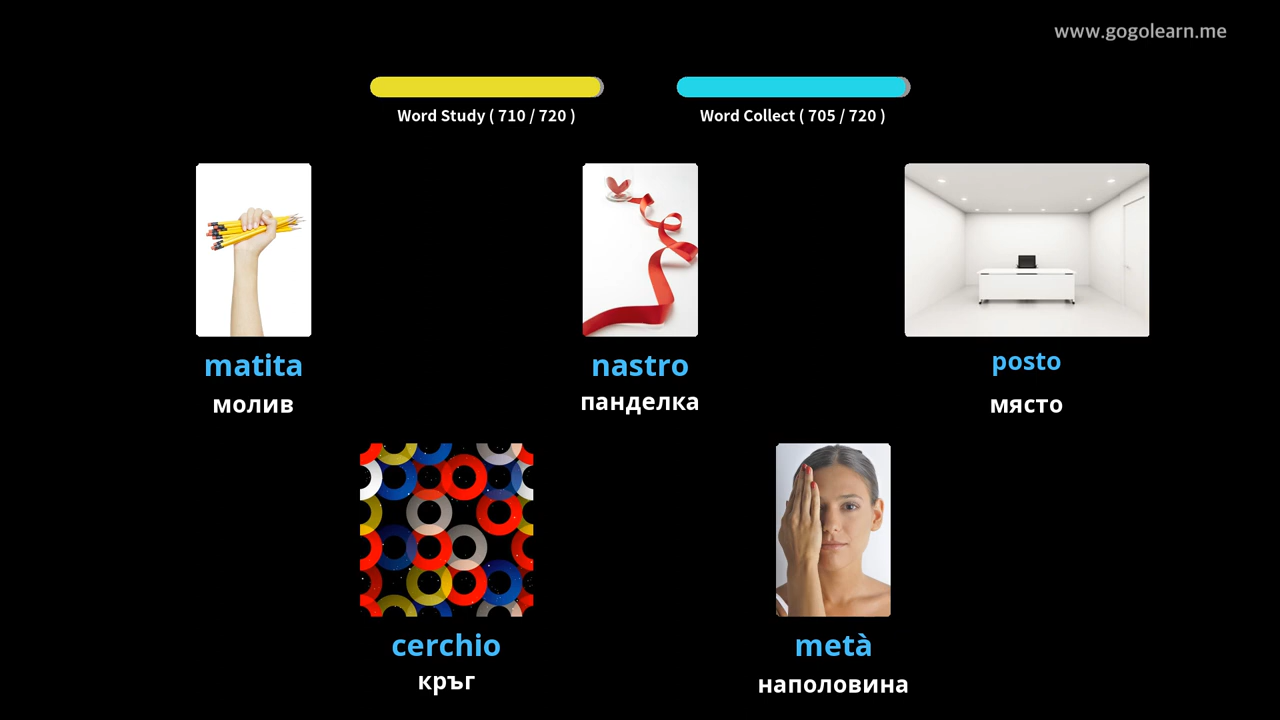 www.gogolearn.me
Word Study ( 710 / 720 )
Word Collect ( 705 / 720 )
matita
молив
nastro
панделка
posto
място
cerchio
кръг
metà
наполовина